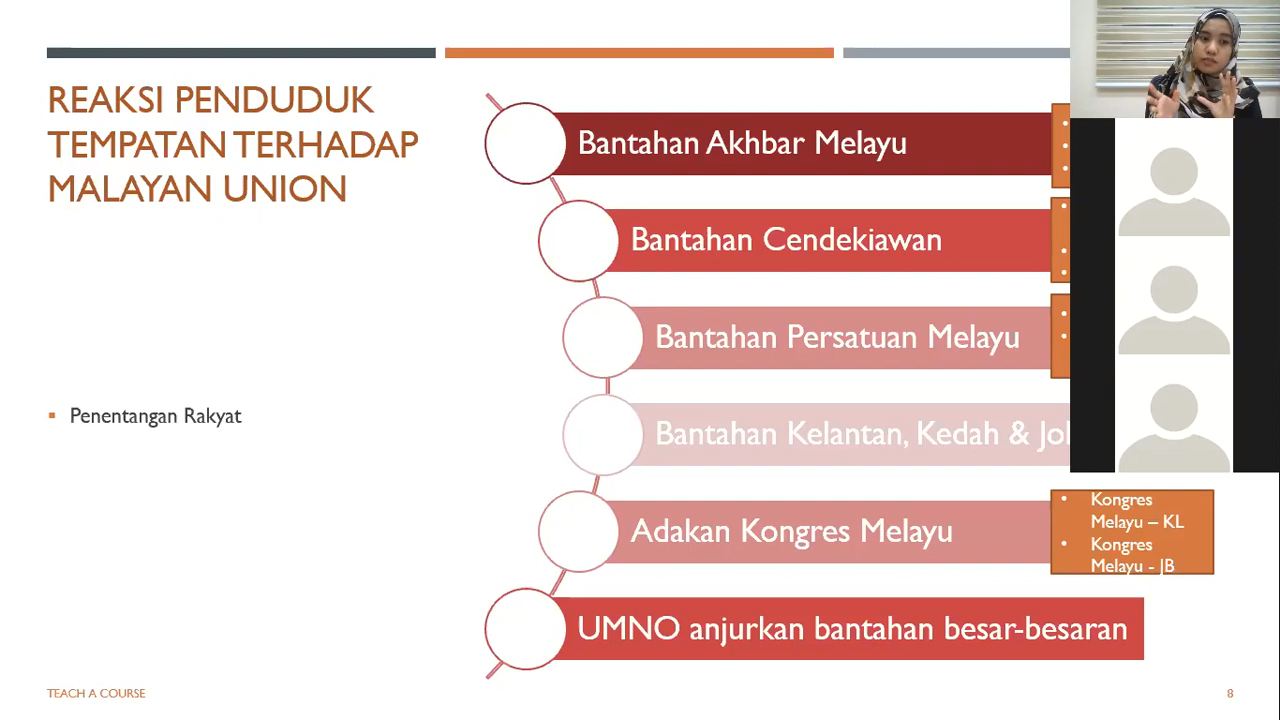 REAKSI PENDUDUK
TEMPATAN TERHADAP
MALAYAN UNION
Penentangan Rakyat
Bantahan Akhbar Melayu
Bantahan Cendekiawan
Bantahan Persatuan Melayu
Bantahan Kelantan, Kedah &
Adakan Kongres Melayu
Kongres
Melayu – KL
Kongres
Melayu - JB
UMNO anjurkan bantahan besar-besaran
TEACH A COURSE
8